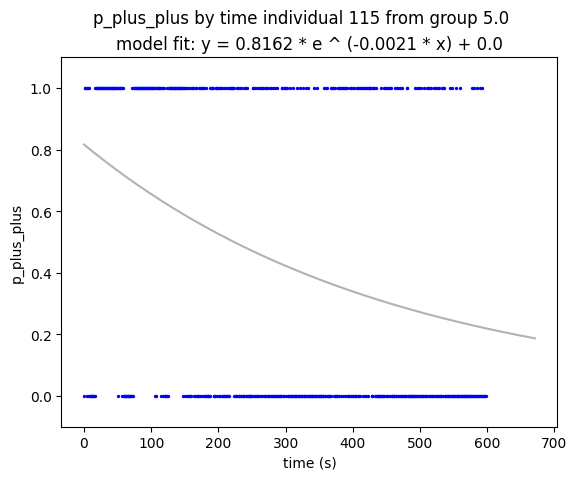 p_plus_plus by time individual 115 from group 5.0
model fit: y = 0.8162 * e ^ (-0.0021 * x) + 0.0
1.0
0.8
0.6
0.4
0.2
0.0
p_plus_plus
0 100 200 300 400 500 600 700
time (s)